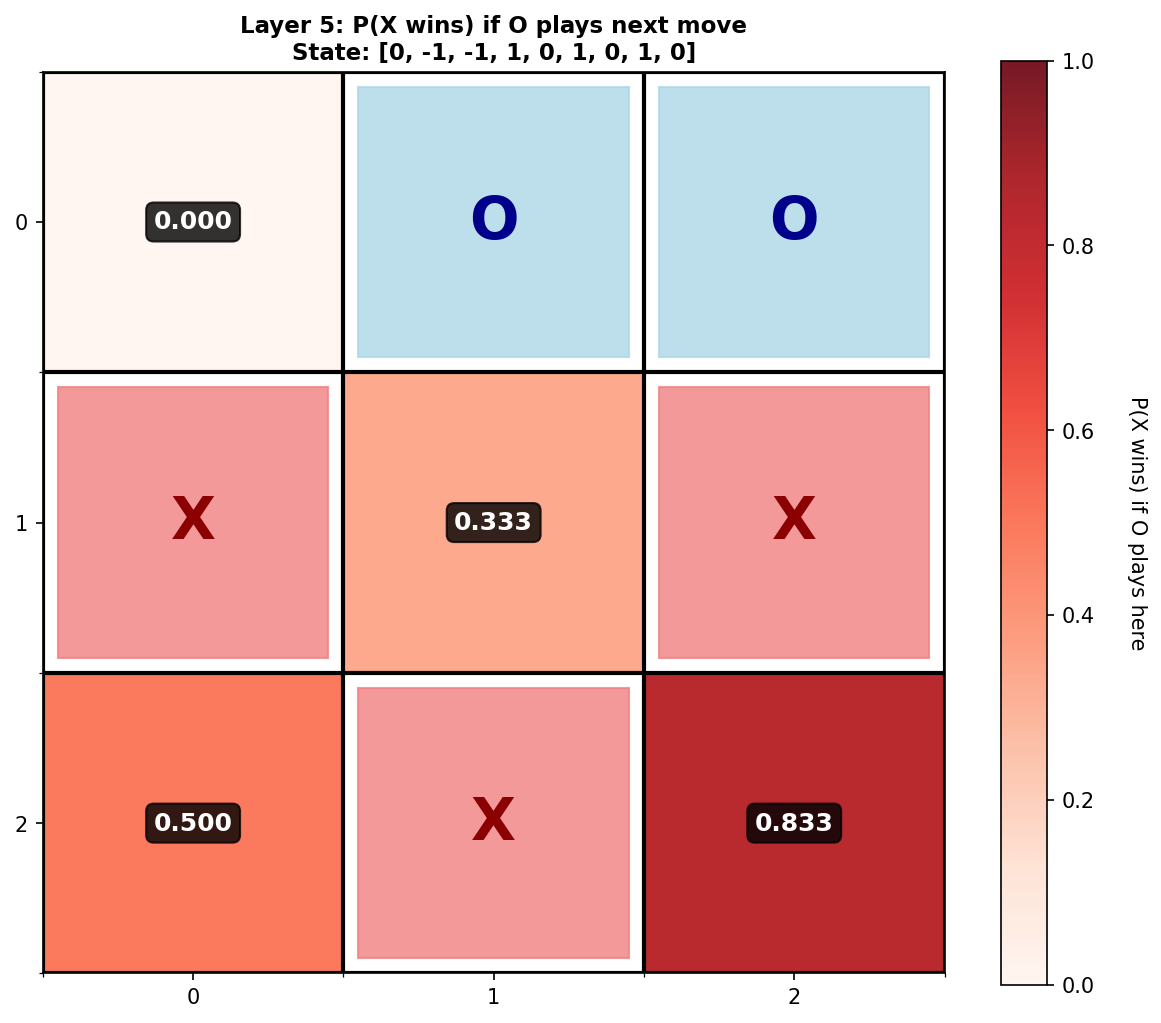 Layer 5: P(X wins) if O plays next move
State: [0, -1, -1, 1, 0, 1, 0, 1, 0]
0
0.000
O
O
1
X
0.333
X
2
0.500
X
0.833
0
1
2
1.0
0.8
0.6
0.4
0.2
0.0
P(X wins) if O plays here